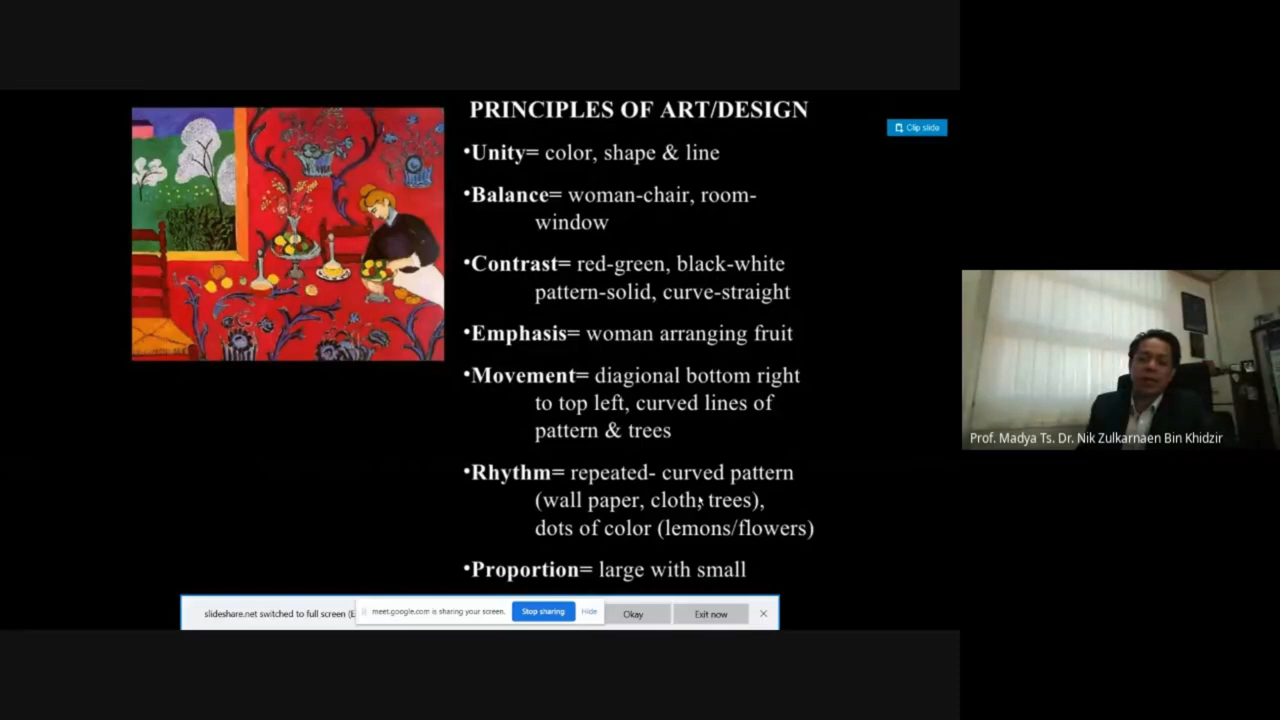 PRINCIPLES OF ART/DESIGN
Clip slide
•Unity= color, shape & line
•Balance= woman-chair, room-
window
•Contrast= red-green, black-white
pattern-solid, curve-straight
•Emphasis= woman arranging fruit
•Movement= diagional bottom right
to top left, curved lines of
pattern & trees
•Rhythm= repeated- curved pattern
(wall paper, cloth, trees),
dots of color (lemons/flowers)
•Proportion= large with small
Prof. Madya Ts. Dr. Nik Zulkarnaen Bin Khidzir
slideshare.net switched to full screen (E
meet.google.com is sharing your screen.
Stop sharing
Hide
Okay
Exit now